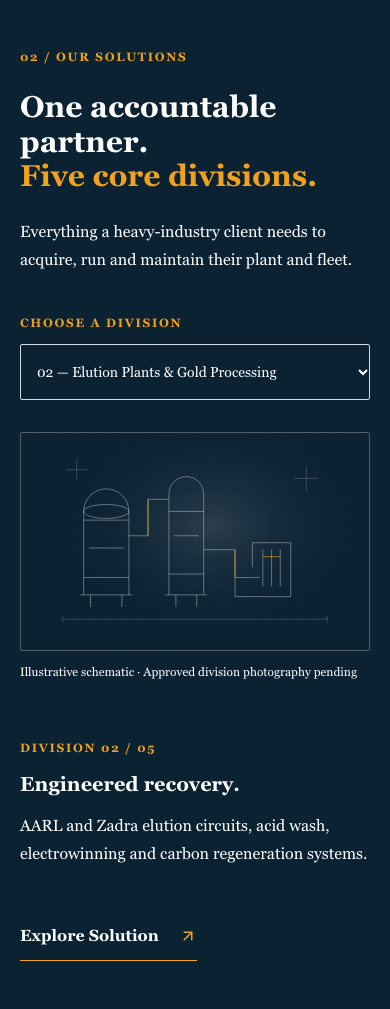 02 / OUR SOLUTIONS
One accountable
partner.
Five core divisions.
Everything a heavy-industry client needs to
acquire, run and maintain their plant and fleet.
CHOOSE A DIVISION
02 — Elution Plants & Gold Processing
Illustrative schematic · Approved division photography pending
DIVISION 02 / 05
Engineered recovery.
AARL and Zadra elution circuits, acid wash,
electrowinning and carbon regeneration systems.
Explore Solution